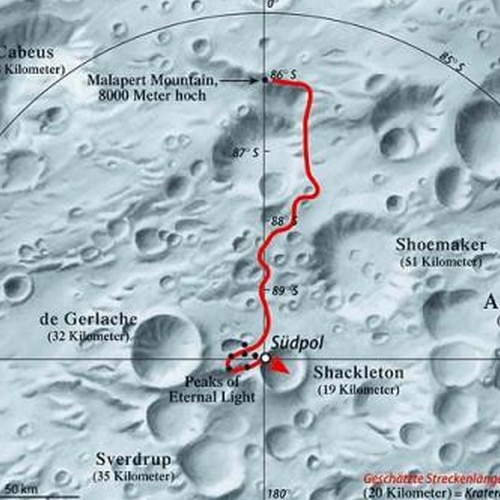 0°
Cabeus
Kilometer)
85° S
Malapert Mountain,
8000 Meter hoch
86° S
87° S
88° S
Shoemaker
(51 Kilometer)
89° S
de Gerlache
(32 Kilometer)
Südpol
Peaks of
Eternal Light
Shackleton
(19 Kilometer)
A
Sverdrup
(35 Kilometer)
Geschätzte Streckenläng
50 km
180°
(20 Kilometer) = Krater